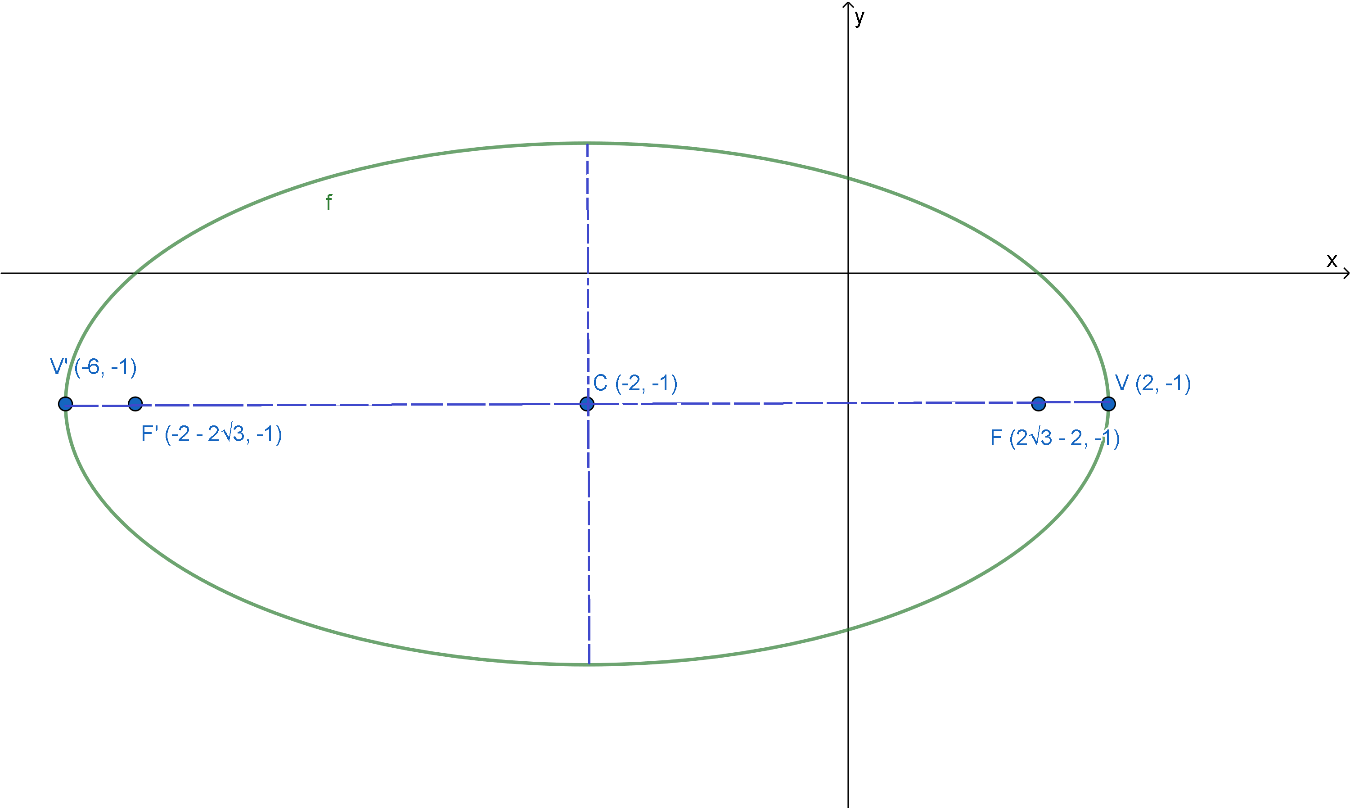 y
f
x
V' (-6, -1)
C (-2, -1)
V (2, -1)
F' (-2 - 2√3, -1)
F (2√3 - 2, -1)